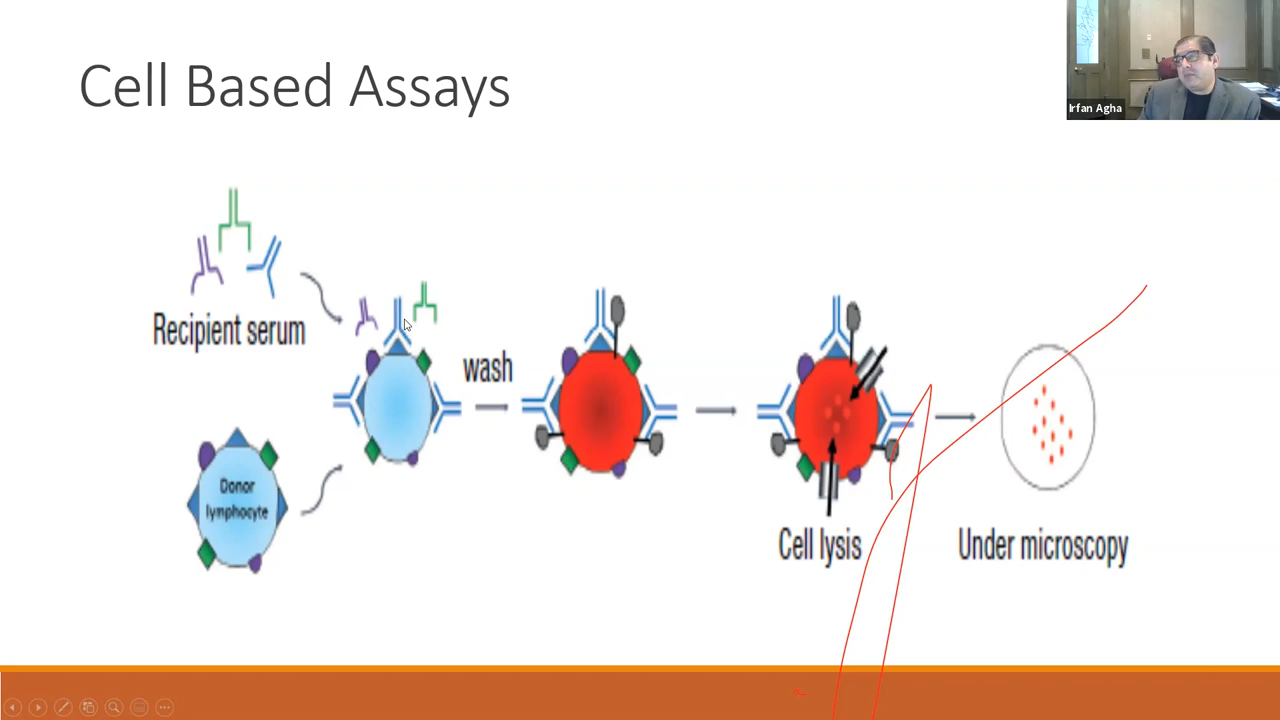 Cell Based Assays
Irfan Agha
Recipient serum
wash
Donor
lymphocyte
Cell lysis
Under microscopy